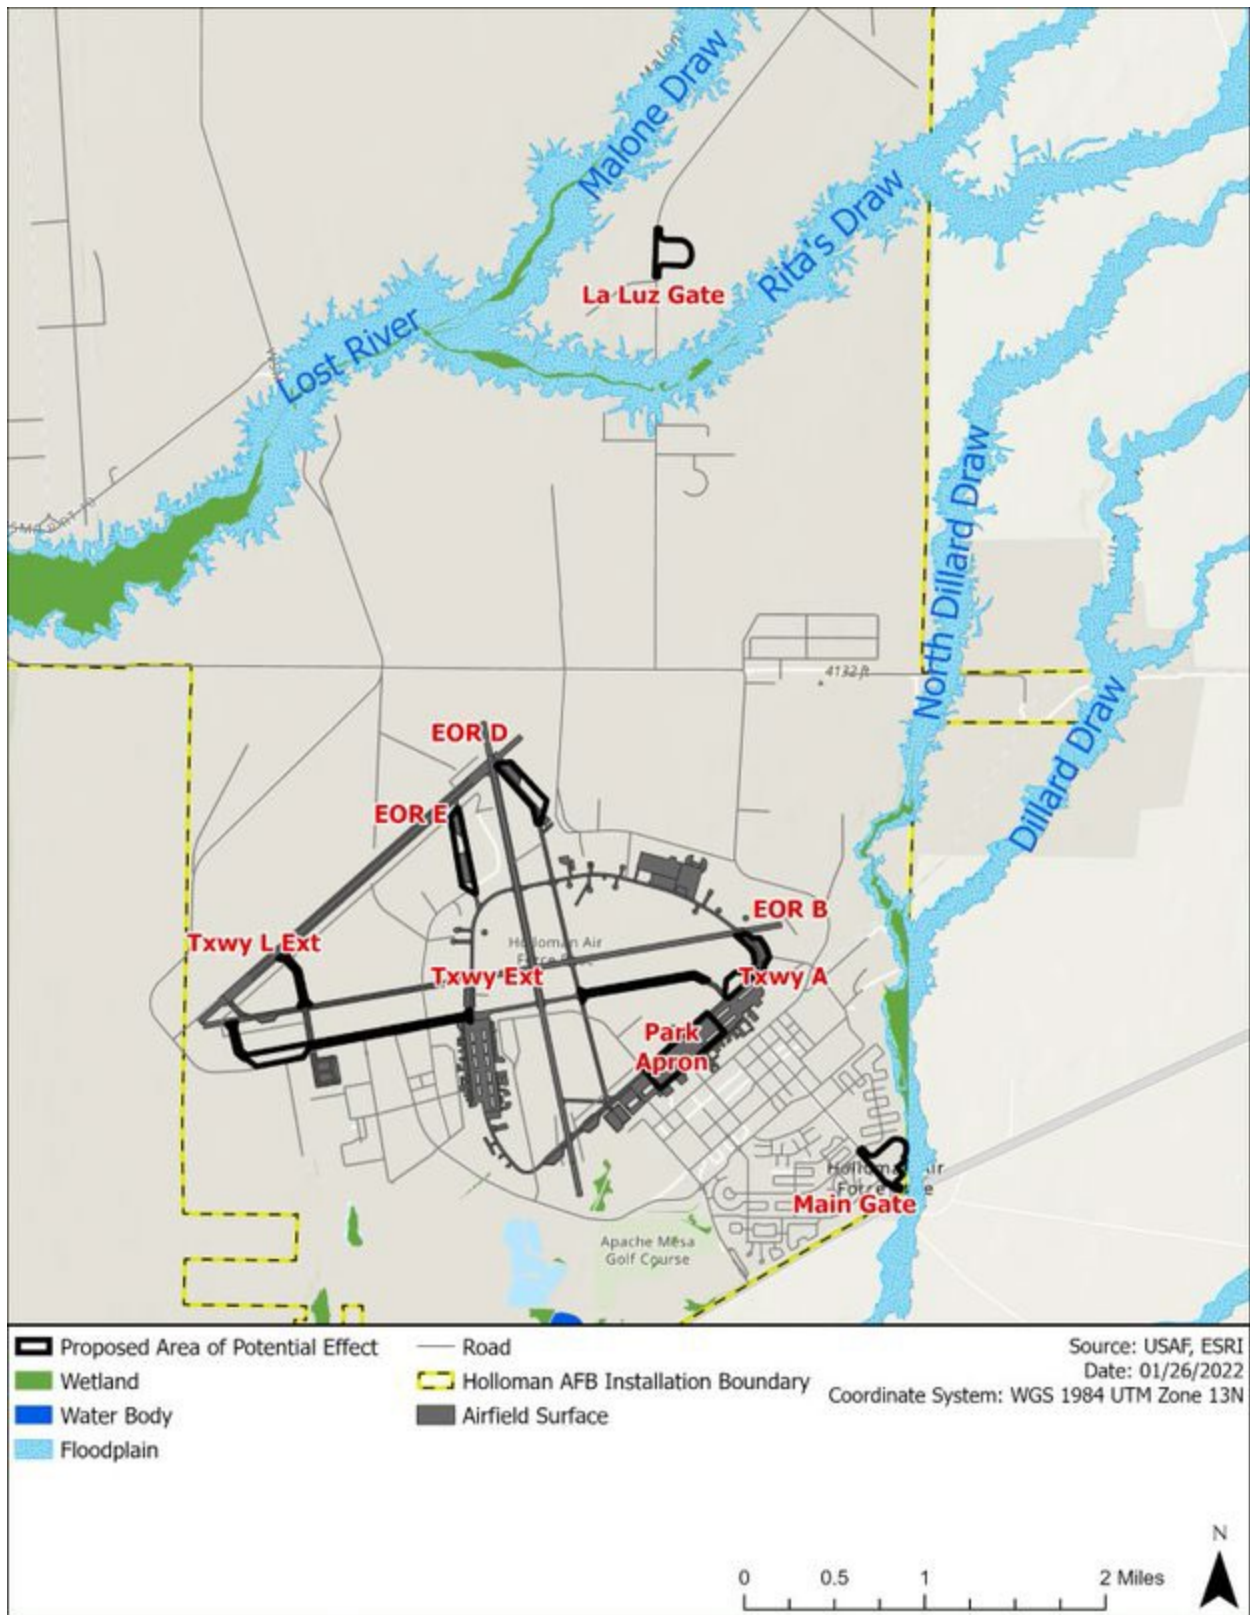 Malone Draw
Rita's Draw
La Luz Gate
Lost River
North Dillard Draw
4132 ft
Dillard Draw
EOR D
EOR E
EOR B
Txwy L Ext
Holloman Air
Txwy Ext
Txwy A
Park
Apron
Holloman Air
Force Base
Main Gate
Apache Mesa
Golf Course
Proposed Area of Potential Effect
Wetland
Water Body
Floodplain
Road
Holloman AFB Installation Boundary
Airfield Surface
Source: USAF, ESRI
Date: 01/26/2022
Coordinate System: WGS 1984 UTM Zone 13N
N
0 0.5 1 2 Miles